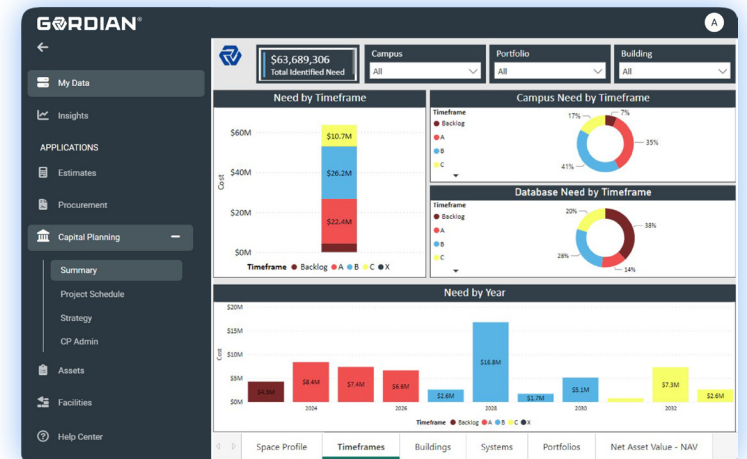 GORDIAN®
A
My Data
Insights
APPLICATIONS
Estimates
Procurement
Capital Planning
Summary
Project Schedule
Strategy
CP Admin
Assets
Facilities
Help Center
$63,689,306
Total Identified Need
Campus
All
Portfolio
All
Building
All
Need by Timeframe
Cost
$60M
$40M
$20M
$0M
$10.7M
$26.2M
$22.4M
Timeframe Backlog A B C X
Campus Need by Timeframe
Timeframe
Backlog
A
B
C
17%
7%
35%
41%
Database Need by Timeframe
Timeframe
Backlog
A
B
C
20%
38%
28%
14%
Need by Year
Cost
$20M
$15M
$10M
$5M
$0M
$4.3M
$8.4M
$7.4M
$6.6M
$2.6M
$16.8M
$1.7M
$5.1M
$7.3M
$2.6M
2024
2026
2028
2030
2032
Timeframe Backlog A B C X
Space Profile
Timeframes
Buildings
Systems
Portfolios
Net Asset Value - NAV